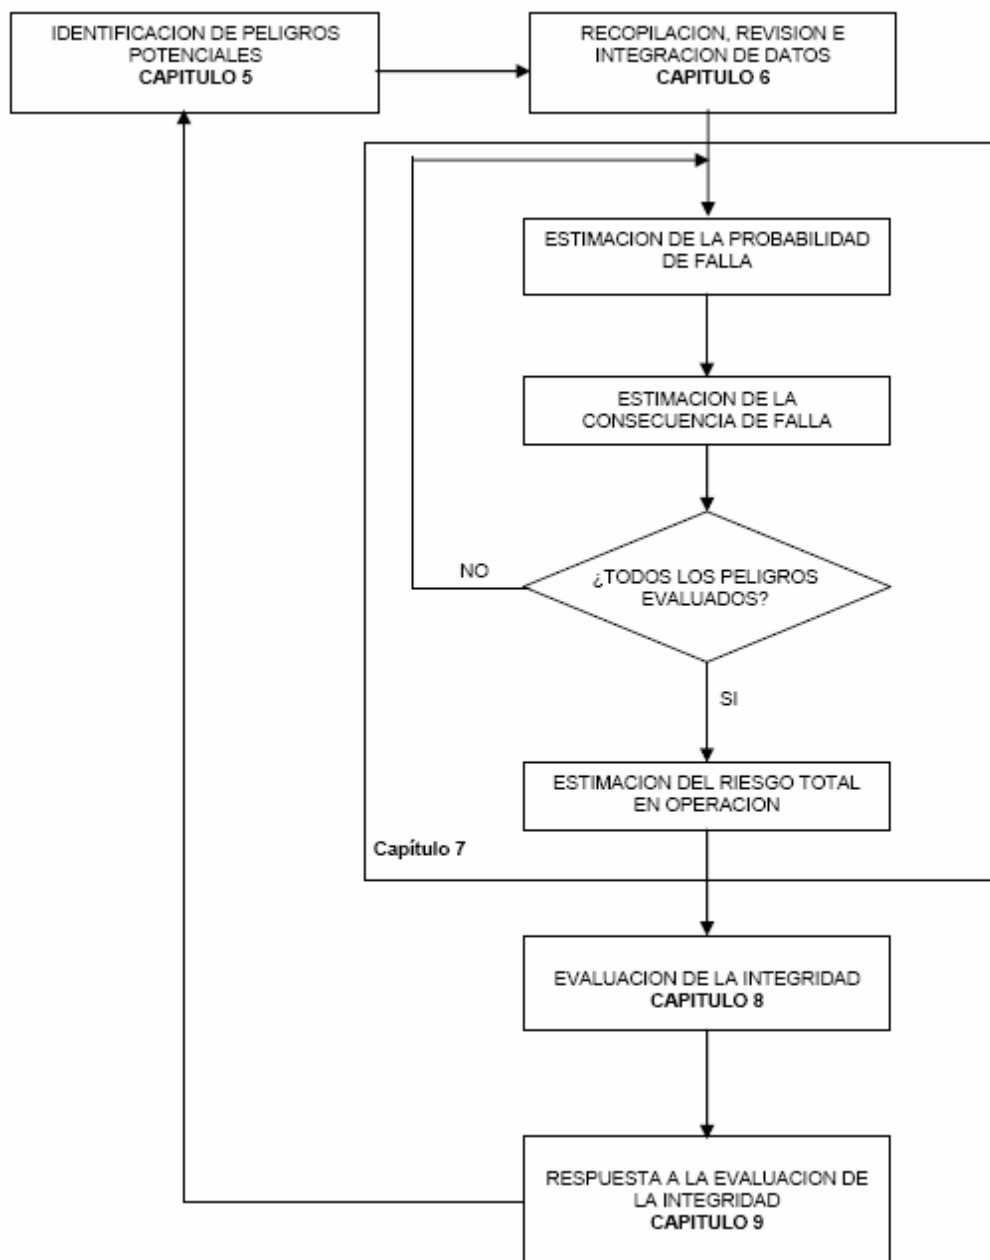 IDENTIFICACION DE PELIGROS
POTENCIALES
CAPITULO 5
RECOPILACION, REVISION E
INTEGRACION DE DATOS
CAPITULO 6
ESTIMACION DE LA PROBABILIDAD
DE FALLA
ESTIMACION DE LA
CONSECUENCIA DE FALLA
NO
¿TODOS LOS PELIGROS
EVALUADOS?
SI
ESTIMACION DEL RIESGO TOTAL
EN OPERACION
Capítulo 7
EVALUACION DE LA INTEGRIDAD
CAPITULO 8
RESPUESTA A LA EVALUACION DE
LA INTEGRIDAD
CAPITULO 9